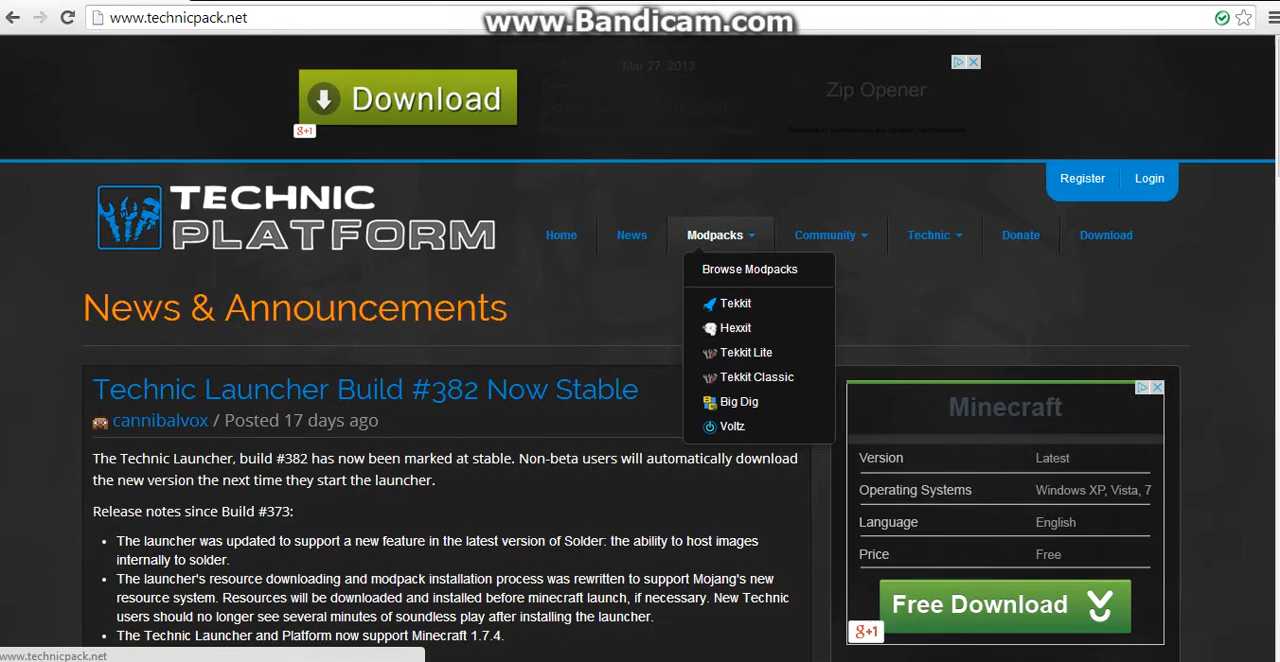 www.technicpack.net
www.Bandicam.com
Mar 27, 2013
Download
Zip Opener
g+1
Register
Login
TECHNIC
PLATFORM
Home
News
Modpacks
Community
Technic
Donate
Download
Browse Modpacks
Tekkit
Hexxit
Tekkit Lite
Tekkit Classic
Big Dig
Voltz
News & Announcements
Technic Launcher Build #382 Now Stable
cannibalvox / Posted 17 days ago
The Technic Launcher, build #382 has now been marked at stable. Non-beta users will automatically download
the new version the next time they start the launcher.
Release notes since Build #373:
• The launcher was updated to support a new feature in the latest version of Solder: the ability to host images
internally to solder.
• The launcher's resource downloading and modpack installation process was rewritten to support Mojang's new
resource system. Resources will be downloaded and installed before minecraft launch, if necessary. New Technic
users should no longer see several minutes of soundless play after installing the launcher.
• The Technic Launcher and Platform now support Minecraft 1.7.4.
Minecraft
Version Latest
Operating Systems Windows XP, Vista, 7
Language English
Price Free
Free Download
g+1
www.technicpack.net